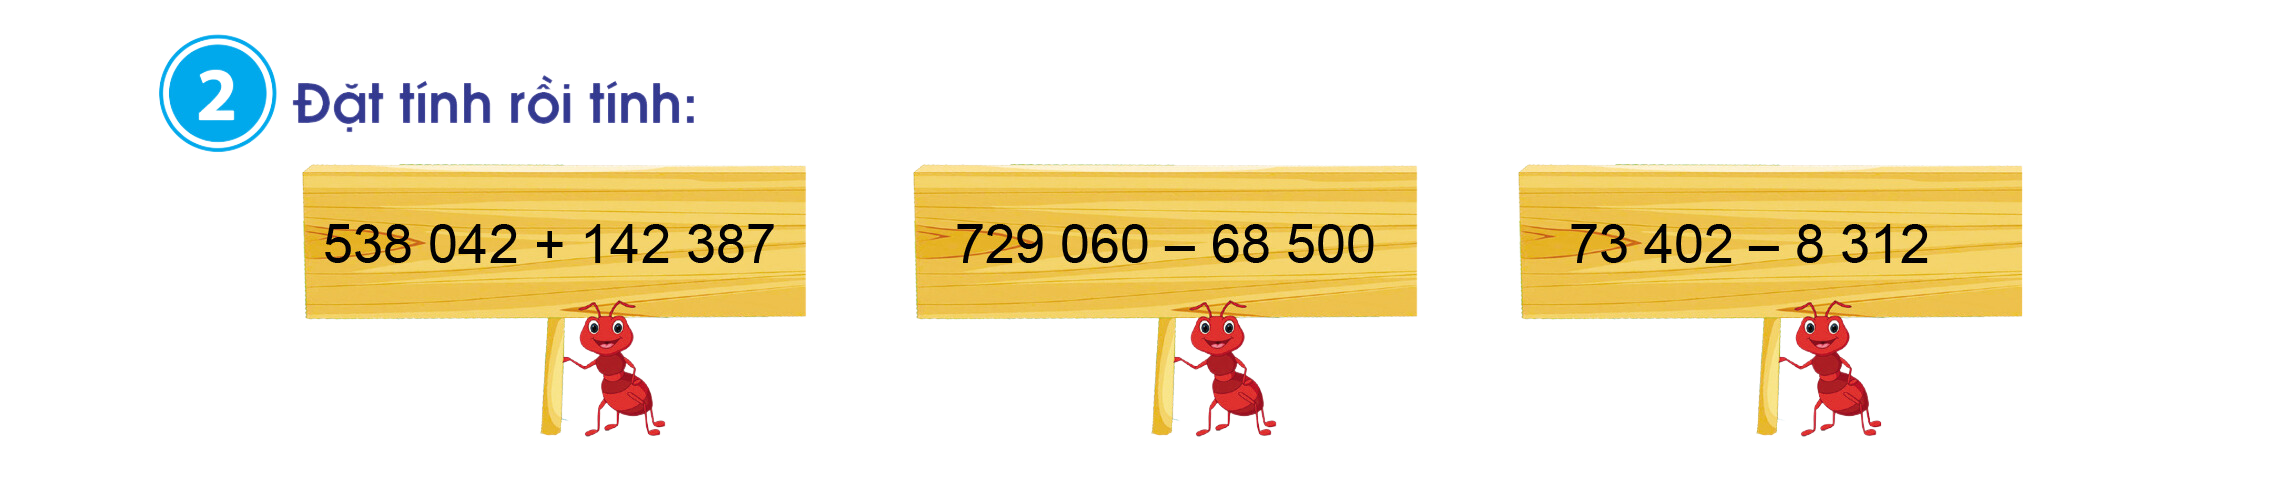 2 Đặt tính rồi tính:
538 042 + 142 387
729 060 – 68 500
73 402 – 8 312